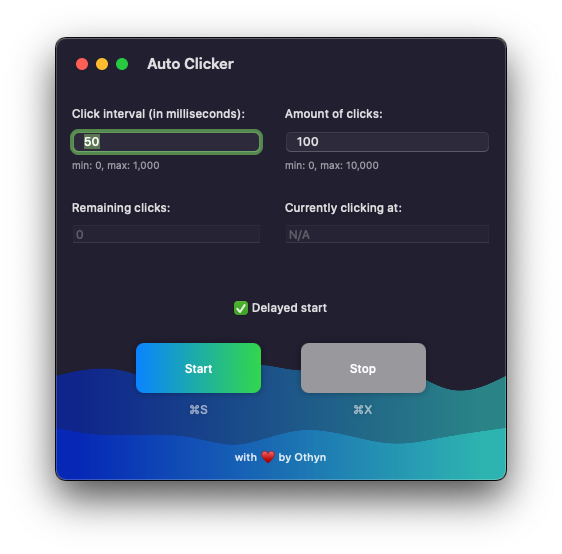 Auto Clicker
Click interval (in milliseconds):
Amount of clicks:
50
100
min: 0, max: 1,000
min: 0, max: 10,000
Remaining clicks:
Currently clicking at:
0
N/A
Delayed start
Start
Stop
⌘S
⌘X
with ❤️ by Othyn